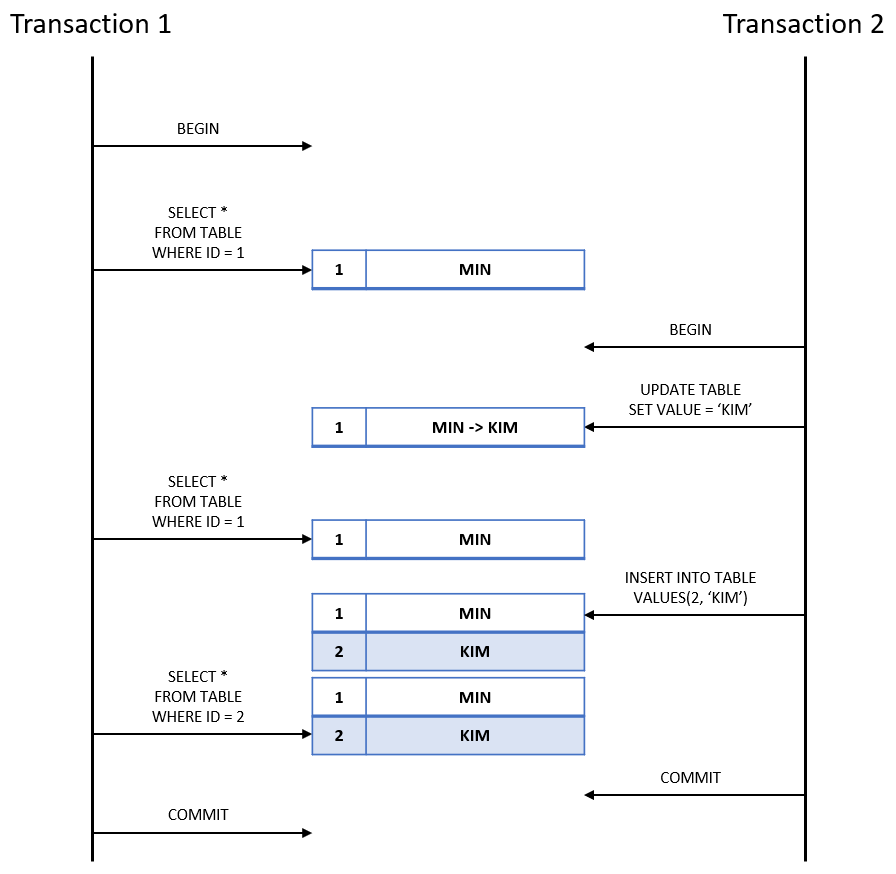 Transaction 1
Transaction 2
BEGIN
SELECT *
FROM TABLE
WHERE ID = 1
1 MIN
BEGIN
UPDATE TABLE
SET VALUE = ‘KIM’
1 MIN -> KIM
SELECT *
FROM TABLE
WHERE ID = 1
1 MIN
INSERT INTO TABLE
VALUES(2, ‘KIM’)
1 MIN
2 KIM
SELECT *
FROM TABLE
WHERE ID = 2
1 MIN
2 KIM
COMMIT
COMMIT